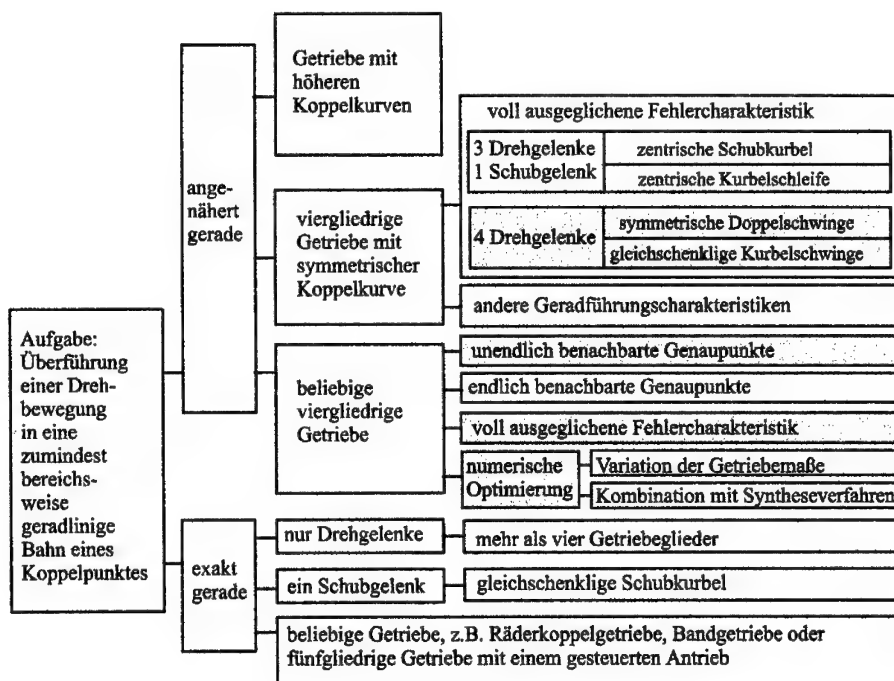 Aufgabe:
Überführung
einer Dreh-
bewegung
in eine
zumindest
bereichs-
weise
geradlinige
Bahn eines
Koppelpunktes
ange-
nähert
gerade
Getriebe mit
höheren
Koppelkurven
viergliedrige
Getriebe mit
symmetrischer
Koppelkurve
voll ausgeglichene Fehlercharakteristik
3 Drehgelenke
1 Schubgelenk
zentrische Schubkurbel
zentrische Kurbelschleife
4 Drehgelenke
symmetrische Doppelschwinge
gleichschenklige Kurbelschwinge
andere Geradführungscharakteristiken
beliebige
viergliedrige
Getriebe
unendlich benachbarte Genaupunkte
endlich benachbarte Genaupunkte
voll ausgeglichene Fehlercharakteristik
numerische
Optimierung
Variation der Getriebemaße
Kombination mit Syntheseverfahren
exakt
gerade
nur Drehgelenke
mehr als vier Getriebeglieder
ein Schubgelenk
gleichschenklige Schubkurbel
beliebige Getriebe, z.B. Räderkoppelgetriebe, Bandgetriebe oder
fünfgliedrige Getriebe mit einem gesteuerten Antrieb